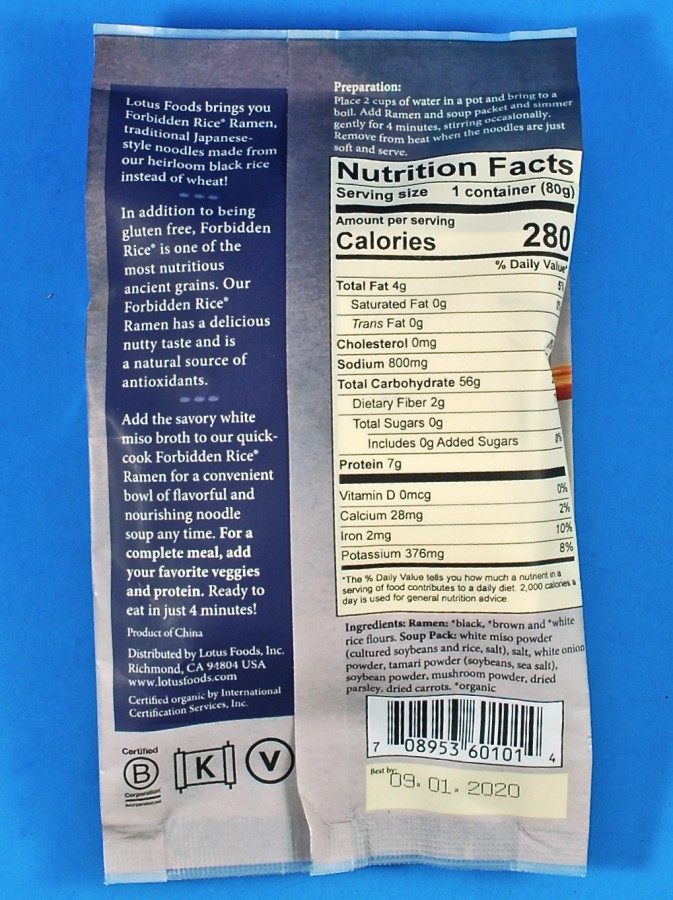 Lotus Foods brings you
Forbidden Rice® Ramen,
traditional Japanese-
style noodles made from
our heirloom black rice
instead of wheat!
In addition to being
gluten free, Forbidden
Rice® is one of the
most nutritious
ancient grains. Our
Forbidden Rice®
Ramen has a delicious
nutty taste and is
a natural source of
antioxidants.
Add the savory white
miso broth to our quick-
cook Forbidden Rice®
Ramen for a convenient
bowl of flavorful and
nourishing noodle
soup any time. For a
complete meal, add
your favorite veggies
and protein. Ready to
eat in just 4 minutes!
Product of China
Distributed by Lotus Foods, Inc.
Richmond, CA 94804 USA
www.lotusfoods.com
Certified organic by International
Certification Services, Inc.
Certified
B
Corporation
K
V
Preparation:
Place 2 cups of water in a pot and bring to a
boil. Add Ramen and soup packet and simmer
gently for 4 minutes, stirring occasionally.
Remove from heat when the noodles are just
soft and serve.
Nutrition Facts
Serving size 1 container (80g)
Amount per serving
Calories 280
% Daily Value*
Total Fat 4g 5%
Saturated Fat 0g
Trans Fat 0g
Cholesterol 0mg
Sodium 800mg
Total Carbohydrate 56g
Dietary Fiber 2g
Total Sugars 0g
Includes 0g Added Sugars 0%
Protein 7g
Vitamin D 0mcg 0%
Calcium 28mg 2%
Iron 2mg 10%
Potassium 376mg 8%
*The % Daily Value tells you how much a nutrient in a
serving of food contributes to a daily diet. 2,000 calories a
day is used for general nutrition advice.
Ingredients: Ramen: *black, *brown and *white
rice flours. Soup Pack: white miso powder
(cultured soybeans and rice, salt), salt, white onion
powder, tamari powder (soybeans, sea salt),
soybean powder, mushroom powder, dried
parsley, dried carrots. *organic
7 08953 60101 4
Best by:
09. 01. 2020